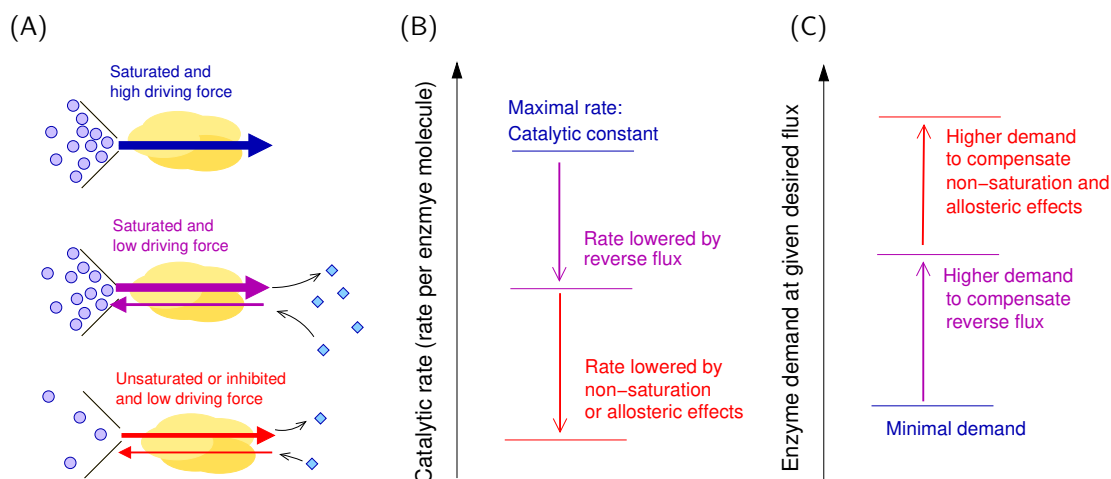 (A)
Saturated and
high driving force
Saturated and
low driving force
Unsaturated or inhibited
and low driving force
(B)
Catalytic rate (rate per enzmye molecule)
Maximal rate:
Catalytic constant
Rate lowered by
reverse flux
Rate lowered by
non−saturation
or allosteric effects
(C)
Enzyme demand at given desired flux
Higher demand
to compensate
non−saturation and
allosteric effects
Higher demand
to compensate
reverse flux
Minimal demand